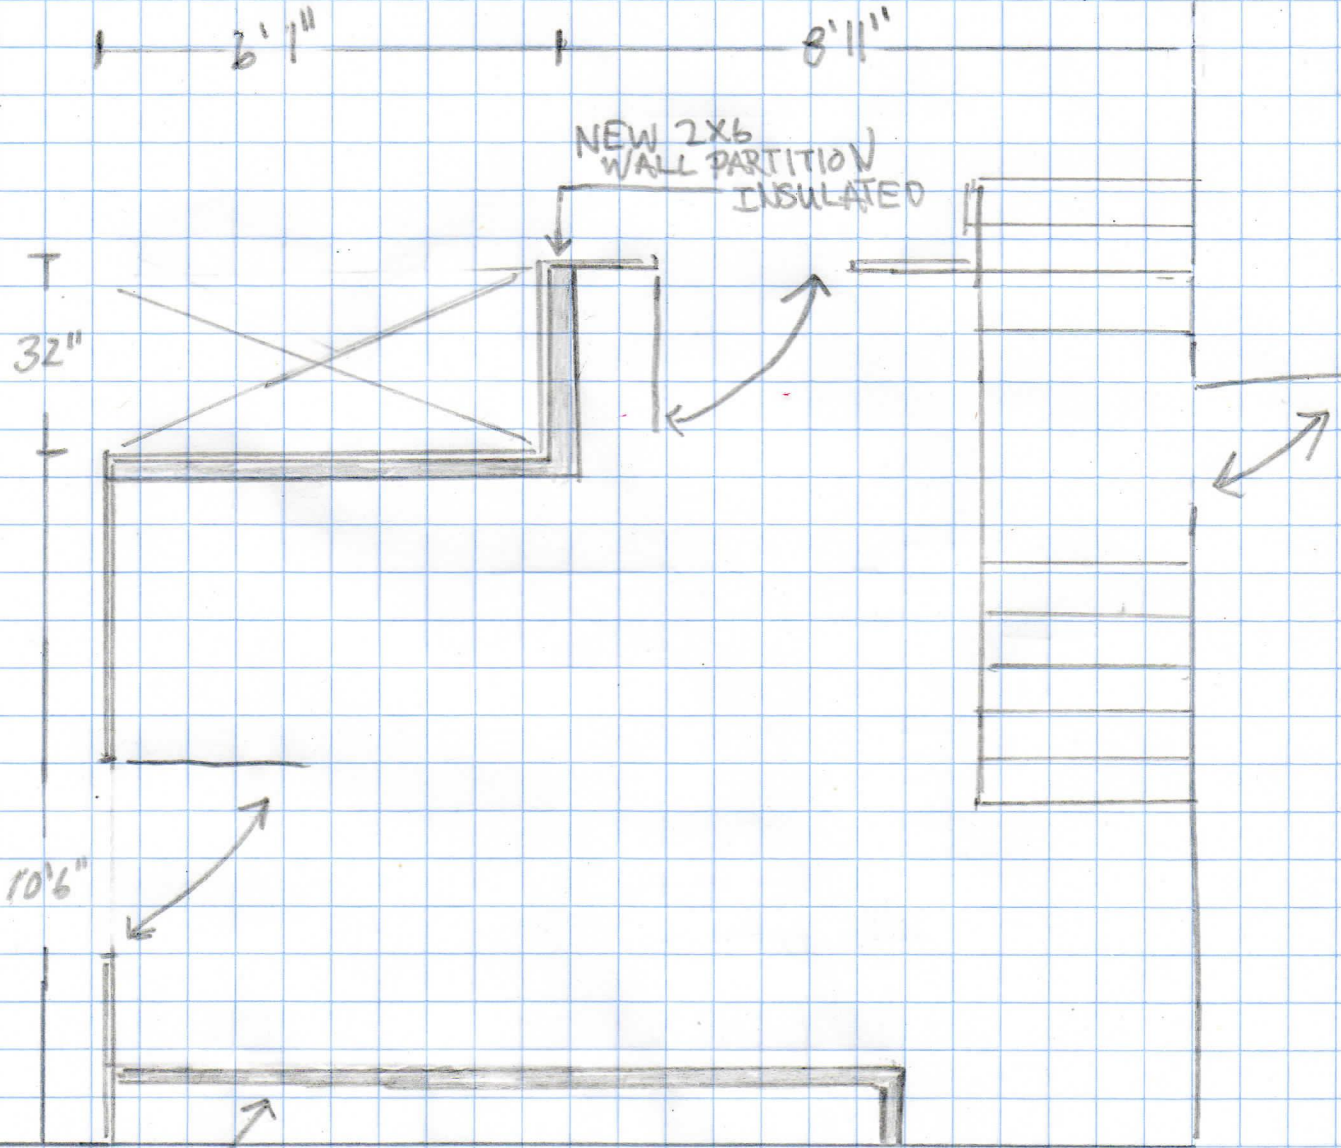 6'1"
8'11"
NEW 2X6
WALL PARTITION
INSULATED
32"
10'6"